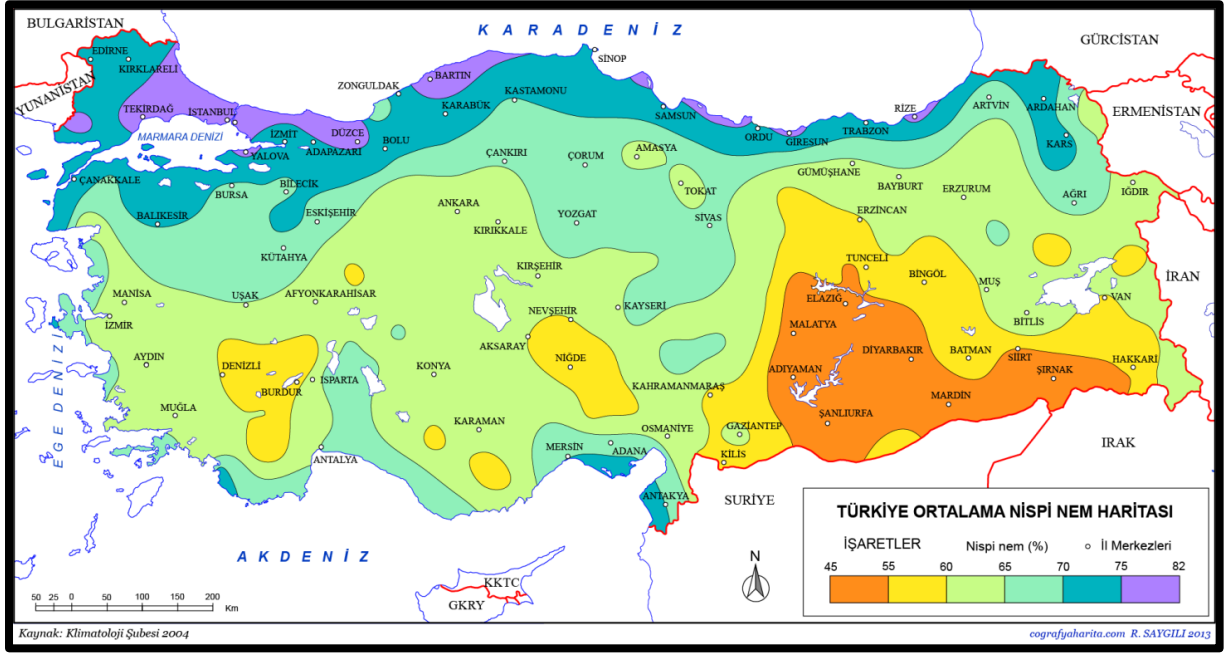 BULGARİSTAN
K A R A D E N İ Z
GÜRCİSTAN
YUNANİSTAN
ERMENİSTAN
EDİRNE
KIRKLARELİ
TEKİRDAĞ
İSTANBUL
MARMARA DENİZİ
YALOVA
İZMİT
ADAPAZARI
DÜZCE
ZONGULDAK
BARTIN
KARABÜK
BOLU
KASTAMONU
SİNOP
SAMSUN
ORDU
GİRESUN
TRABZON
RİZE
ARTVİN
ARDAHAN
KARS
ÇANAKKALE
BURSA
BİLECİK
BALIKESİR
ESKİŞEHİR
KÜTAHYA
ÇANKIRI
ÇORUM
AMASYA
TOKAT
ANKARA
KIRIKKALE
YOZGAT
SİVAS
GÜMÜŞHANE
BAYBURT
ERZURUM
ERZİNCAN
AĞRI
IĞDIR
İRAN
MANİSA
İZMİR
UŞAK
AFYONKARAHİSAR
KIRŞEHİR
NEVŞEHİR
KAYSERİ
AKSARAY
NİĞDE
TUNCELİ
BİNGÖL
MUŞ
ELAZIĞ
MALATYA
BİTLİS
VAN
E G E D E N İ Z İ
AYDIN
DENİZLİ
BURDUR
ISPARTA
KONYA
KAHRAMANMARAŞ
ADIYAMAN
DİYARBAKIR
BATMAN
SİİRT
ŞIRNAK
HAKKARİ
MUĞLA
ANTALYA
KARAMAN
MERSİN
ADANA
OSMANİYE
GAZİANTEP
KİLİS
ŞANLIURFA
MARDİN
ANTAKYA
SURİYE
IRAK
A K D E N İ Z
KKTC
GKRY
N
TÜRKİYE ORTALAMA NİSPİ NEM HARİTASI
İŞARETLER Nispi nem (%) İl Merkezleri
45 55 60 65 70 75 82
50 25 0 50 100 150 200
Km
Kaynak: Klimatoloji Şubesi 2004
cografyaharita.com R. SAYGILI 2013